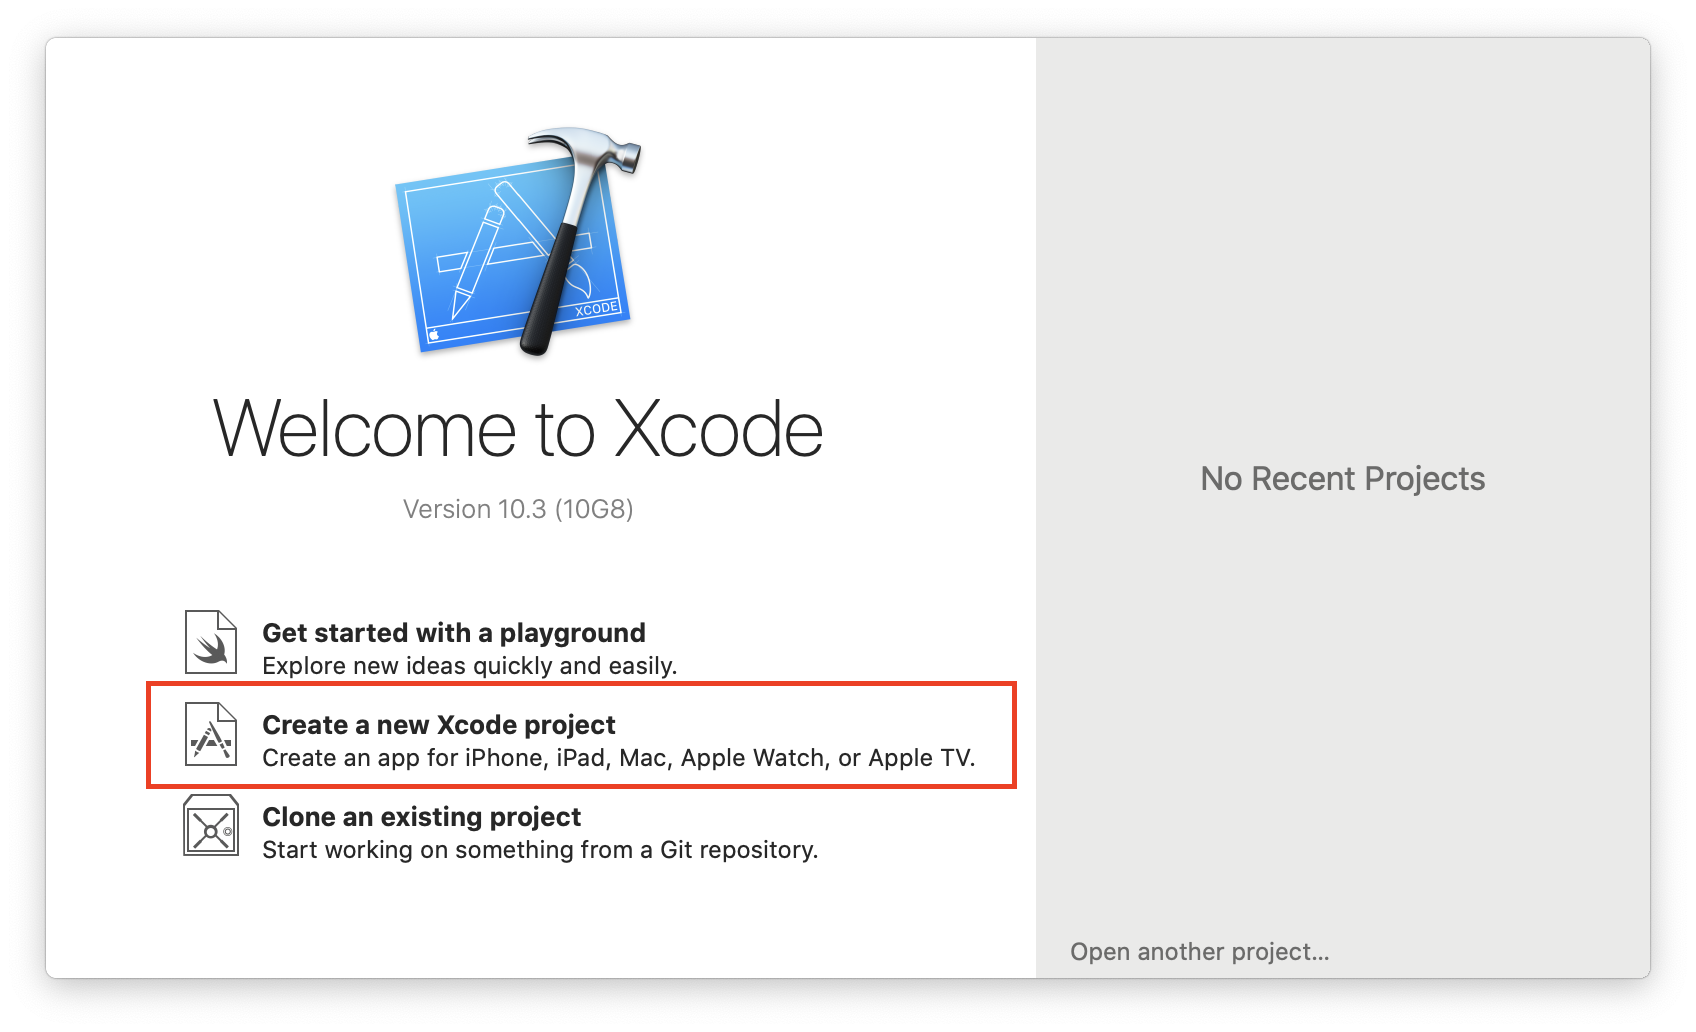 XCODE
Welcome to Xcode
Version 10.3 (10G8)
Get started with a playground
Explore new ideas quickly and easily.
Create a new Xcode project
Create an app for iPhone, iPad, Mac, Apple Watch, or Apple TV.
Clone an existing project
Start working on something from a Git repository.
No Recent Projects
Open another project...